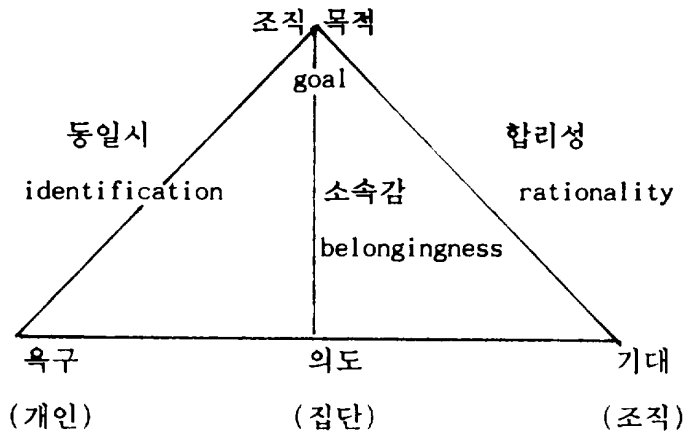 조직 목적
goal
동일시 합리성
identification 소속감 rationality
belongingness
욕구 의도 기대
(개인) (집단) (조직)